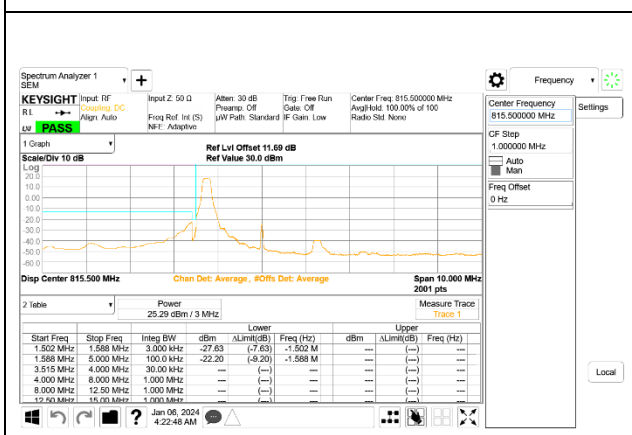 Spectrum Analyzer 1
SEM
Frequency
KEYSIGHT
Input: RF
Input Z: 50 Ω
Atten: 30 dB
Trig: Free Run
Center Freq: 815.500000 MHz
R L
Coupling: DC
Preamp: Off
Gate: Off
Avg|Hold: 100.00% of 100
Align: Auto
Freq Ref: Int (S)
µW Path: Standard
IF Gain: Low
Radio Std: None
NFE: Adaptive
PASS
Center Frequency
815.500000 MHz
Settings
CF Step
1.000000 MHz
Auto
Man
Freq Offset
0 Hz
1 Graph
Scale/Div 10 dB
Ref Lvl Offset 11.69 dB
Ref Value 30.0 dBm
Log
20.0
10.0
0.00
-10.0
-20.0
-30.0
-40.0
-50.0
-60.0
Disp Center 815.500 MHz
Chan Det: Average, #Offs Det: Average
Span 10.000 MHz
2001 pts
2 Table
Power
25.29 dBm / 3 MHz
Measure Trace
Trace 1
Lower Upper
Start Freq Stop Freq Integ BW dBm ΔLimit(dB) Freq (Hz) dBm ΔLimit(dB) Freq (Hz)
1.502 MHz 1.588 MHz 3.000 kHz -27.63 (-7.63) -1.502 M --- (---) ---
1.588 MHz 5.000 MHz 100.0 kHz -22.20 (-9.20) -1.588 M --- (---) ---
3.515 MHz 4.000 MHz 30.00 kHz --- (---) --- --- (---) ---
4.000 MHz 8.000 MHz 1.000 MHz --- (---) --- --- (---) ---
8.000 MHz 12.50 MHz 1.000 MHz --- (---) --- --- (---) ---
12.50 MHz 15.00 MHz 1.000 MHz --- (---) --- --- (---) ---
Local
?
Jan 06, 2024
4:22:48 AM